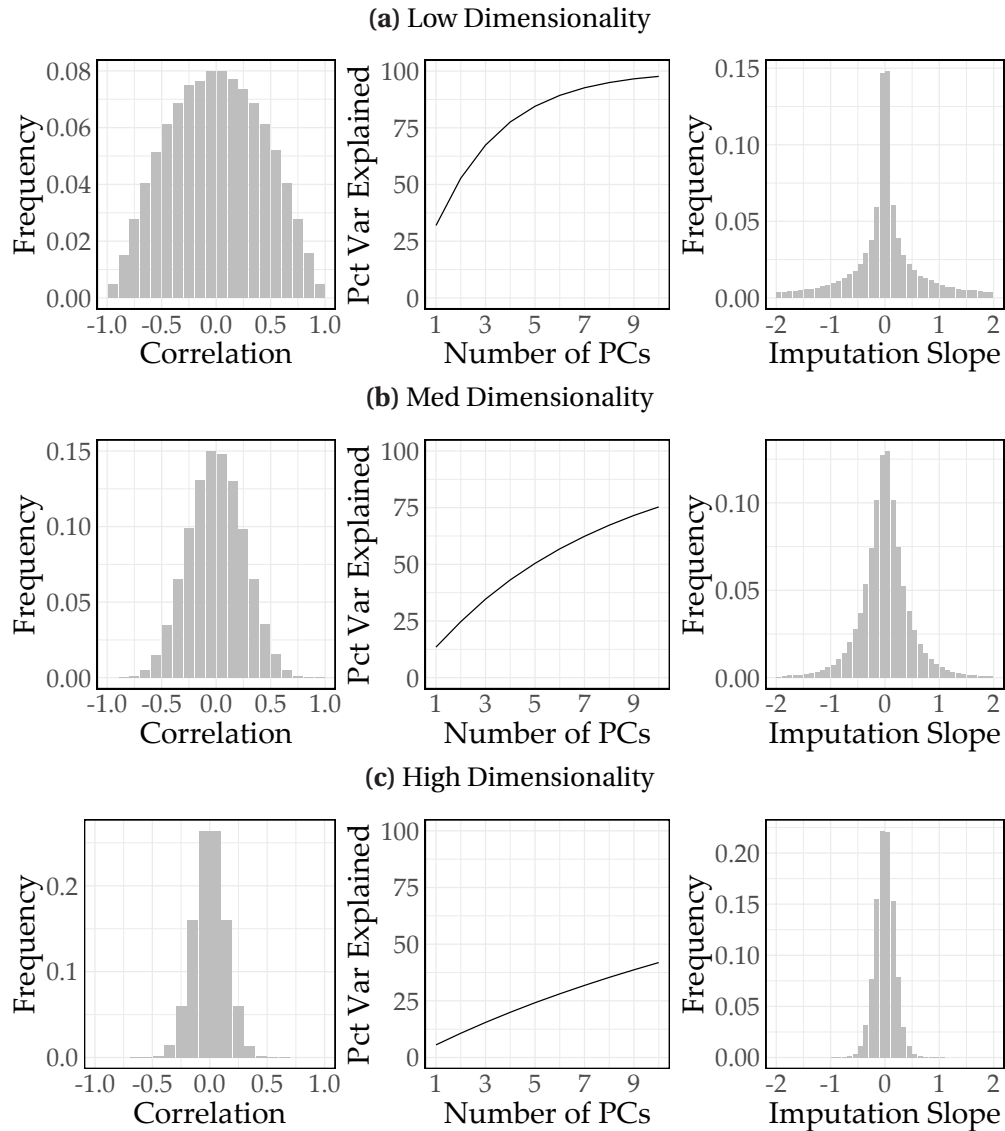 (a) Low Dimensionality
Frequency
0.08
0.06
0.04
0.02
0.00
-1.0 -0.5 0.0 0.5 1.0
Correlation
Pct Var Explained
100
75
50
25
0
1 3 5 7 9
Number of PCs
Frequency
0.15
0.10
0.05
0.00
-2 -1 0 1 2
Imputation Slope
(b) Med Dimensionality
Frequency
0.15
0.10
0.05
0.00
-1.0 -0.5 0.0 0.5 1.0
Correlation
Pct Var Explained
100
75
50
25
0
1 3 5 7 9
Number of PCs
Frequency
0.10
0.05
0.00
-2 -1 0 1 2
Imputation Slope
(c) High Dimensionality
Frequency
0.2
0.1
0.0
-1.0 -0.5 0.0 0.5 1.0
Correlation
Pct Var Explained
100
75
50
25
0
1 3 5 7 9
Number of PCs
Frequency
0.20
0.15
0.10
0.05
0.00
-2 -1 0 1 2
Imputation Slope